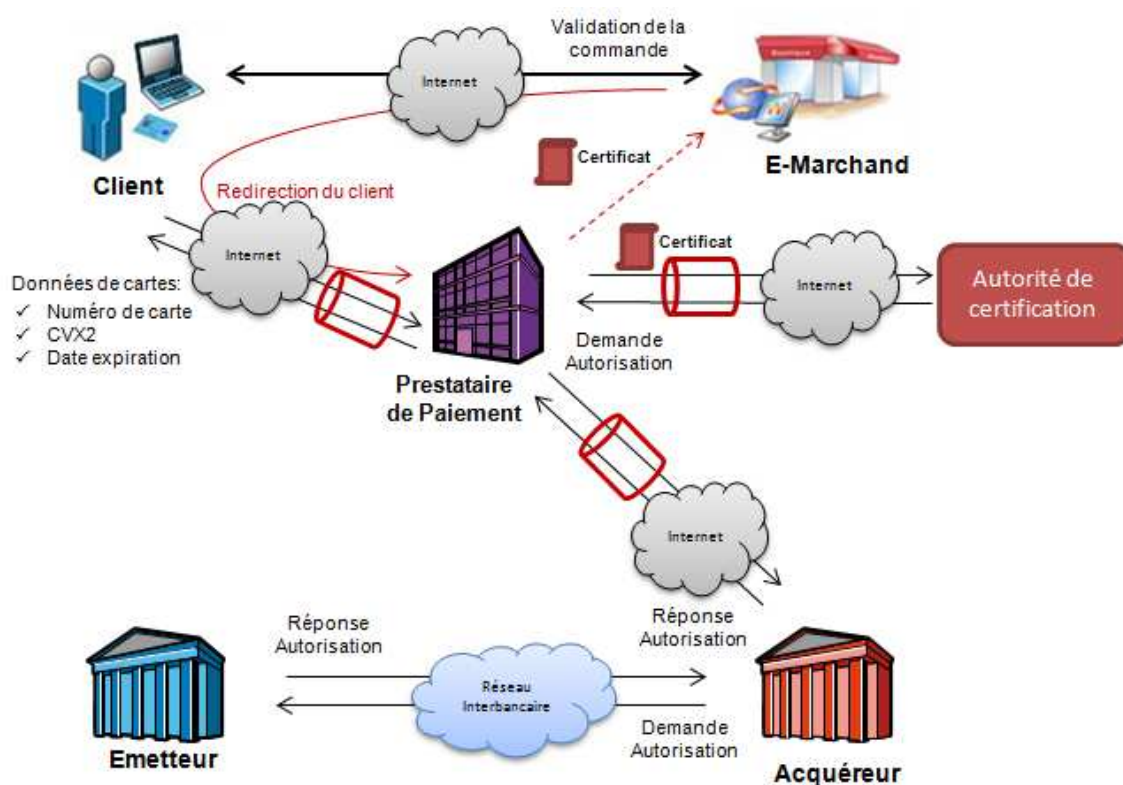 Validation de la
commande
Internet
Boutique
Certificat
Client
E-Marchand
Redirection du client
Certificat
Internet
Internet
Autorité de
certification
Données de cartes:
✓ Numéro de carte
✓ CVX2
✓ Date expiration
Demande
Autorisation
Prestataire
de Paiement
Internet
Réponse
Autorisation
Réponse
Autorisation
Réseau
Interbancaire
Demande
Autorisation
Emetteur
Acquéreur